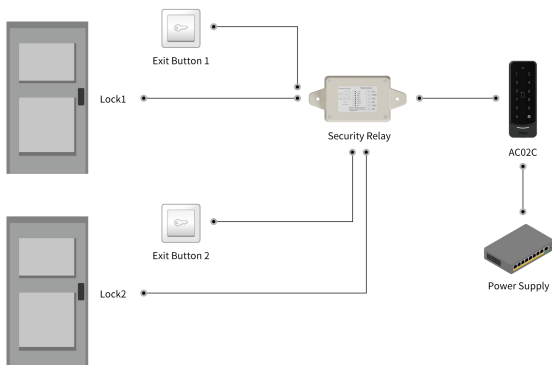 Exit Button 1
Lock1
Security Relay
AC02C
Exit Button 2
Power Supply
Lock2